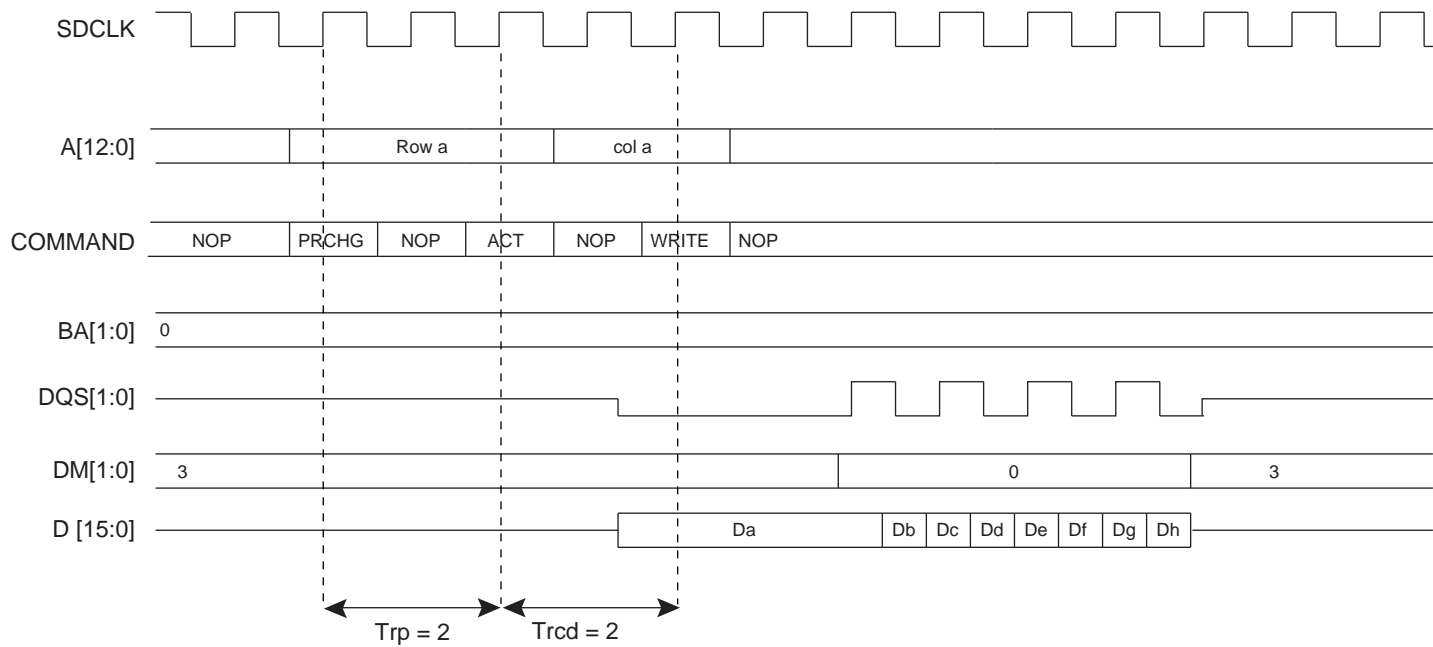 SDCLK
A[12:0] Row a col a
COMMAND NOP PRCHG NOP ACT NOP WRITE NOP
BA[1:0] 0
DQS[1:0]
DM[1:0] 3 0 3
D [15:0] Da Db Dc Dd De Df Dg Dh
Trp = 2 Trcd = 2